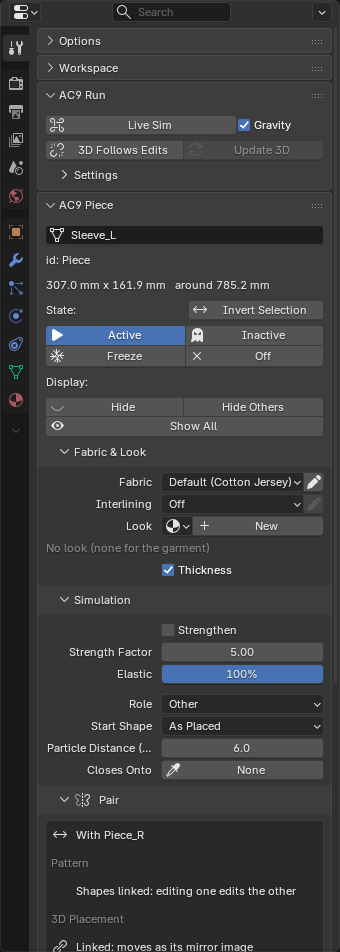 Search
Options
Workspace
AC9 Run
Live Sim
Gravity
3D Follows Edits
Update 3D
Settings
AC9 Piece
Sleeve_L
id: Piece
307.0 mm x 161.9 mm around 785.2 mm
State:
Invert Selection
Active
Inactive
Freeze
Off
Display:
Hide
Hide Others
Show All
Fabric & Look
Fabric
Default (Cotton Jersey)
Interlining
Off
Look
New
No look (none for the garment)
Thickness
Simulation
Strengthen
Strength Factor
5.00
Elastic
100%
Role
Other
Start Shape
As Placed
Particle Distance (...
6.0
Closes Onto
None
Pair
With Piece_R
Pattern
Shapes linked: editing one edits the other
3D Placement
Linked: moves as its mirror image